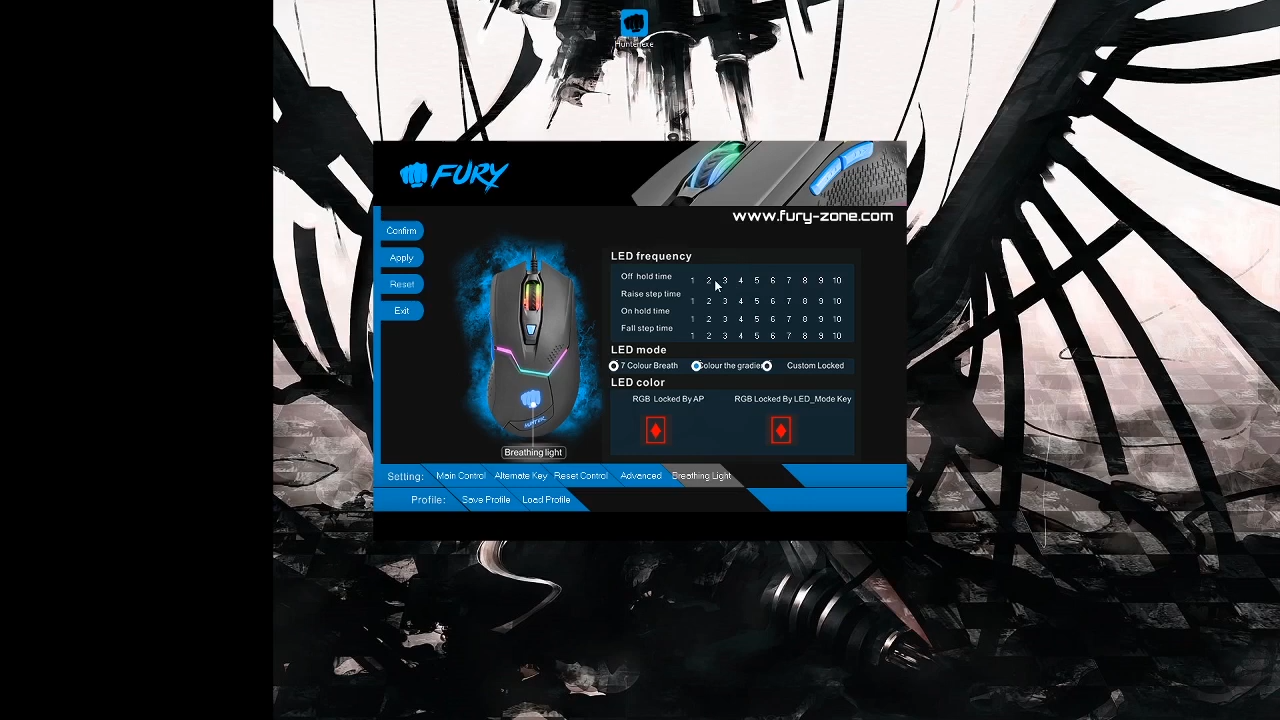 Hunter.exe
FURY
www.fury-zone.com
Confirm
Apply
Reset
Exit
LED frequency
Off hold time 1 2 3 4 5 6 7 8 9 10
Raise step time 1 2 3 4 5 6 7 8 9 10
On hold time 1 2 3 4 5 6 7 8 9 10
Fall step time 1 2 3 4 5 6 7 8 9 10
LED mode
7 Colour Breath Colour the gradien Custom Locked
LED color
RGB Locked By AP RGB Locked By LED_Mode Key
HUNTER
Breathing light
Setting: Main Control Alternate Key Reset Control Advanced Breathing Light
Profile: Save Profile Load Profile